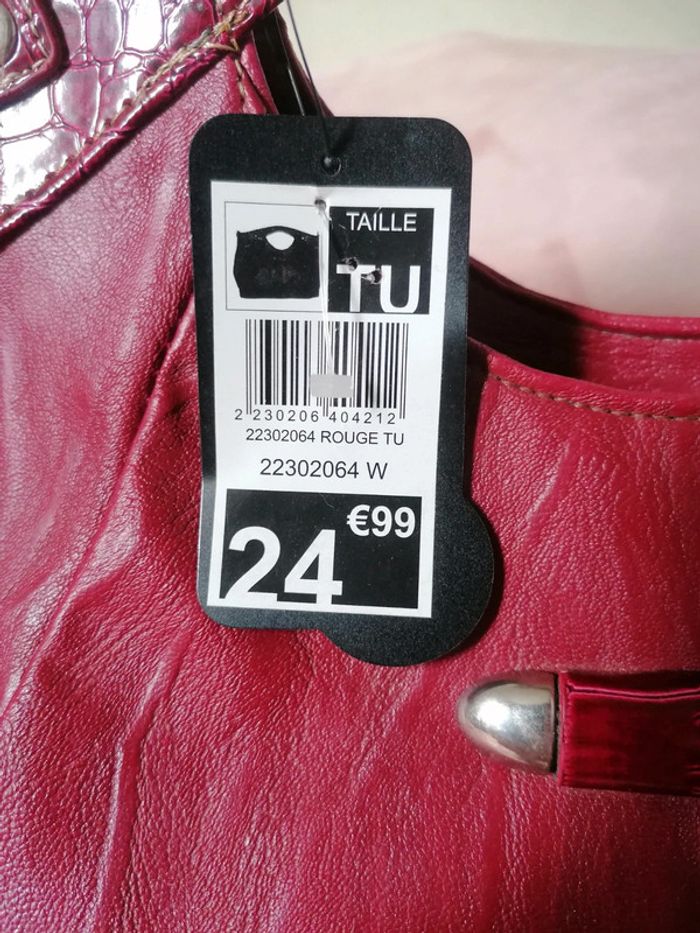 TAILLE
TU
2 230206 404212
22302064 ROUGE TU
22302064 W
24 €99